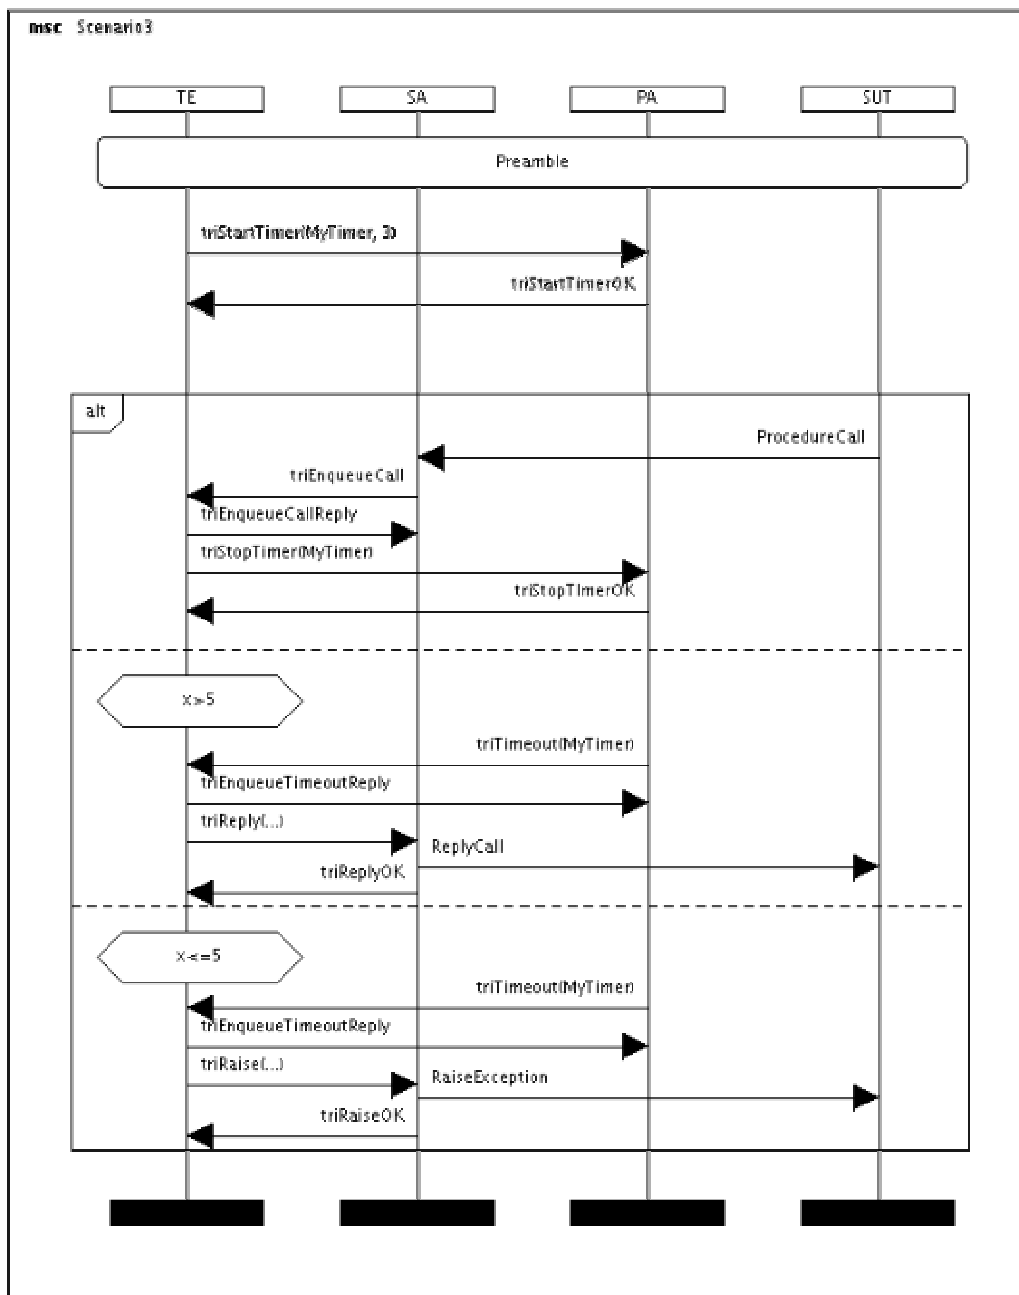 msc Scenario3
TE SA PA SUT
Preamble
triStartTimer(MyTimer, 3)
triStartTimerOK
alt
ProcedureCall
triEnqueueCall
triEnqueueCallReply
triStopTimer(MyTimer)
triStopTImerOK
x>5
triTimeout(MyTimer)
triEnqueueTimeoutReply
triReply(...)
ReplyCall
triReplyOK
x<=5
triTimeout(MyTimer)
triEnqueueTimeoutReply
triRaise(...)
RaiseException
triRaiseOK